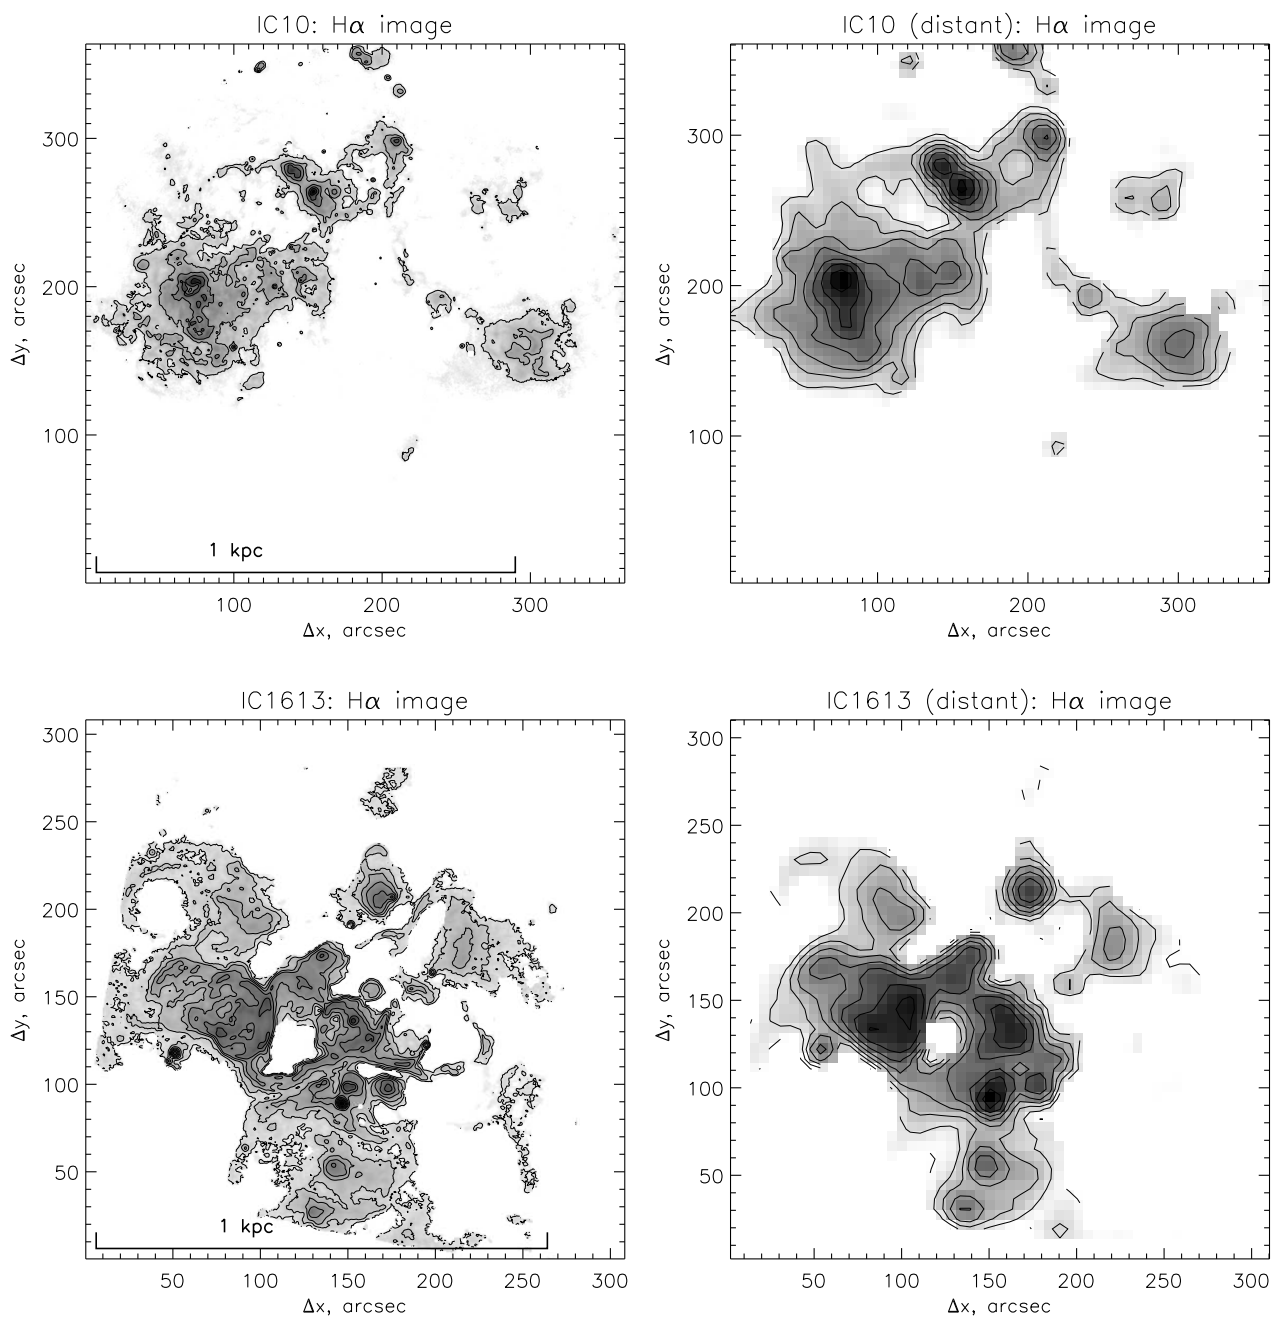 IC10: Hα image
IC10 (distant): Hα image
300
200
100
Δy, arcsec
1 kpc
100
200
300
Δx, arcsec
300
200
100
Δy, arcsec
100
200
300
Δx, arcsec
IC1613: Hα image
IC1613 (distant): Hα image
300
250
200
150
100
50
Δy, arcsec
1 kpc
50
100
150
200
250
300
Δx, arcsec
300
250
200
150
100
50
Δy, arcsec
50
100
150
200
250
300
Δx, arcsec